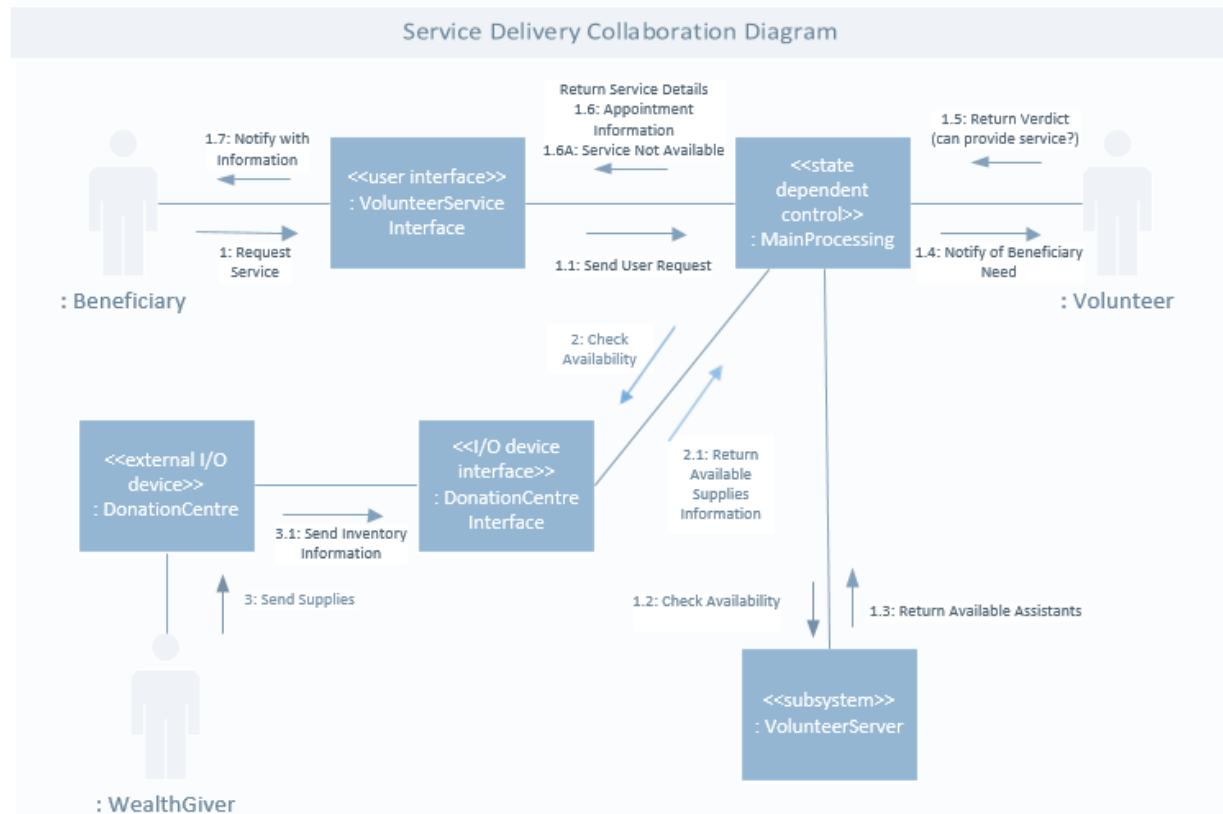 Service Delivery Collaboration Diagram
Return Service Details
1.6: Appointment
Information
1.6A: Service Not Available
1.7: Notify with
Information
1.5: Return Verdict
(can provide service?)
<<user interface>>
: VolunteerService
Interface
<<state
dependent
control>>
: MainProcessing
1: Request
Service
1.1: Send User Request
1.4: Notify of Beneficiary
Need
: Beneficiary
: Volunteer
2: Check
Availability
<<external I/O
device>>
: DonationCentre
<<I/O device
interface>>
: DonationCentre
Interface
2.1: Return
Available
Supplies
Information
3.1: Send Inventory
Information
3: Send Supplies
1.2: Check Availability
1.3: Return Available Assistants
<<subsystem>>
: VolunteerServer
: WealthGiver